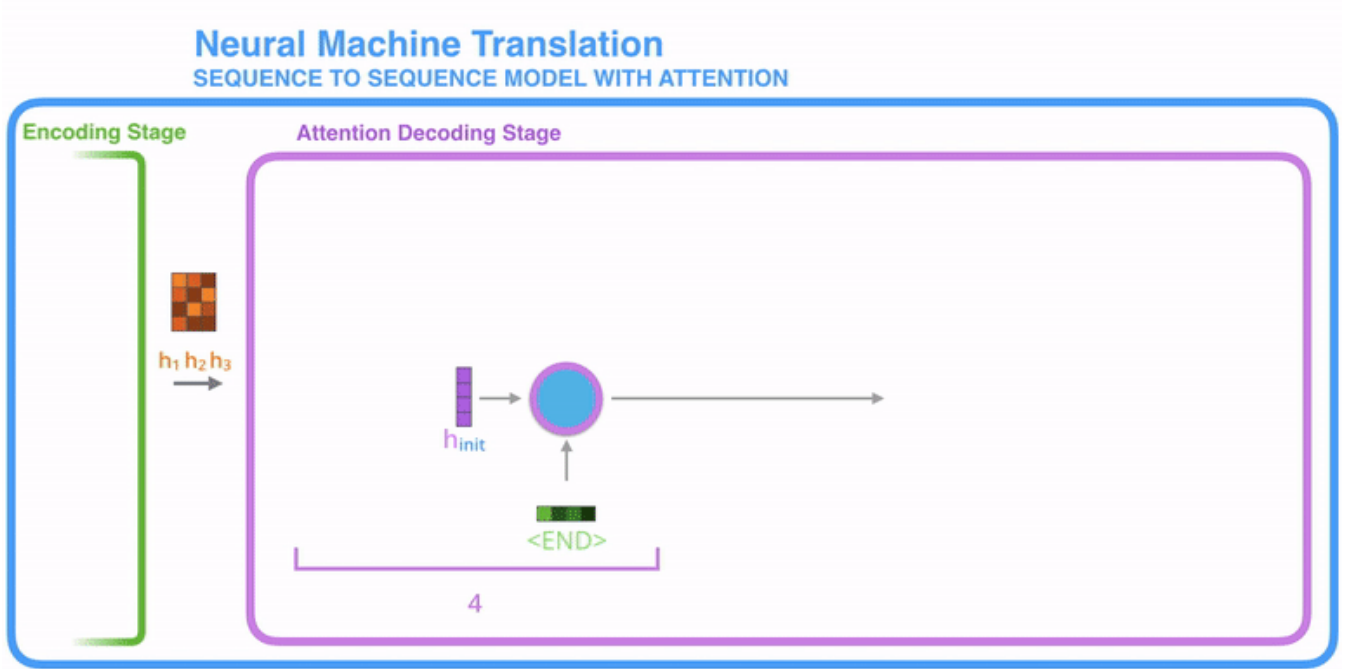 Neural Machine Translation
SEQUENCE TO SEQUENCE MODEL WITH ATTENTION
Encoding Stage
Attention Decoding Stage
h₁ h₂ h₃
hinit
<END>
4